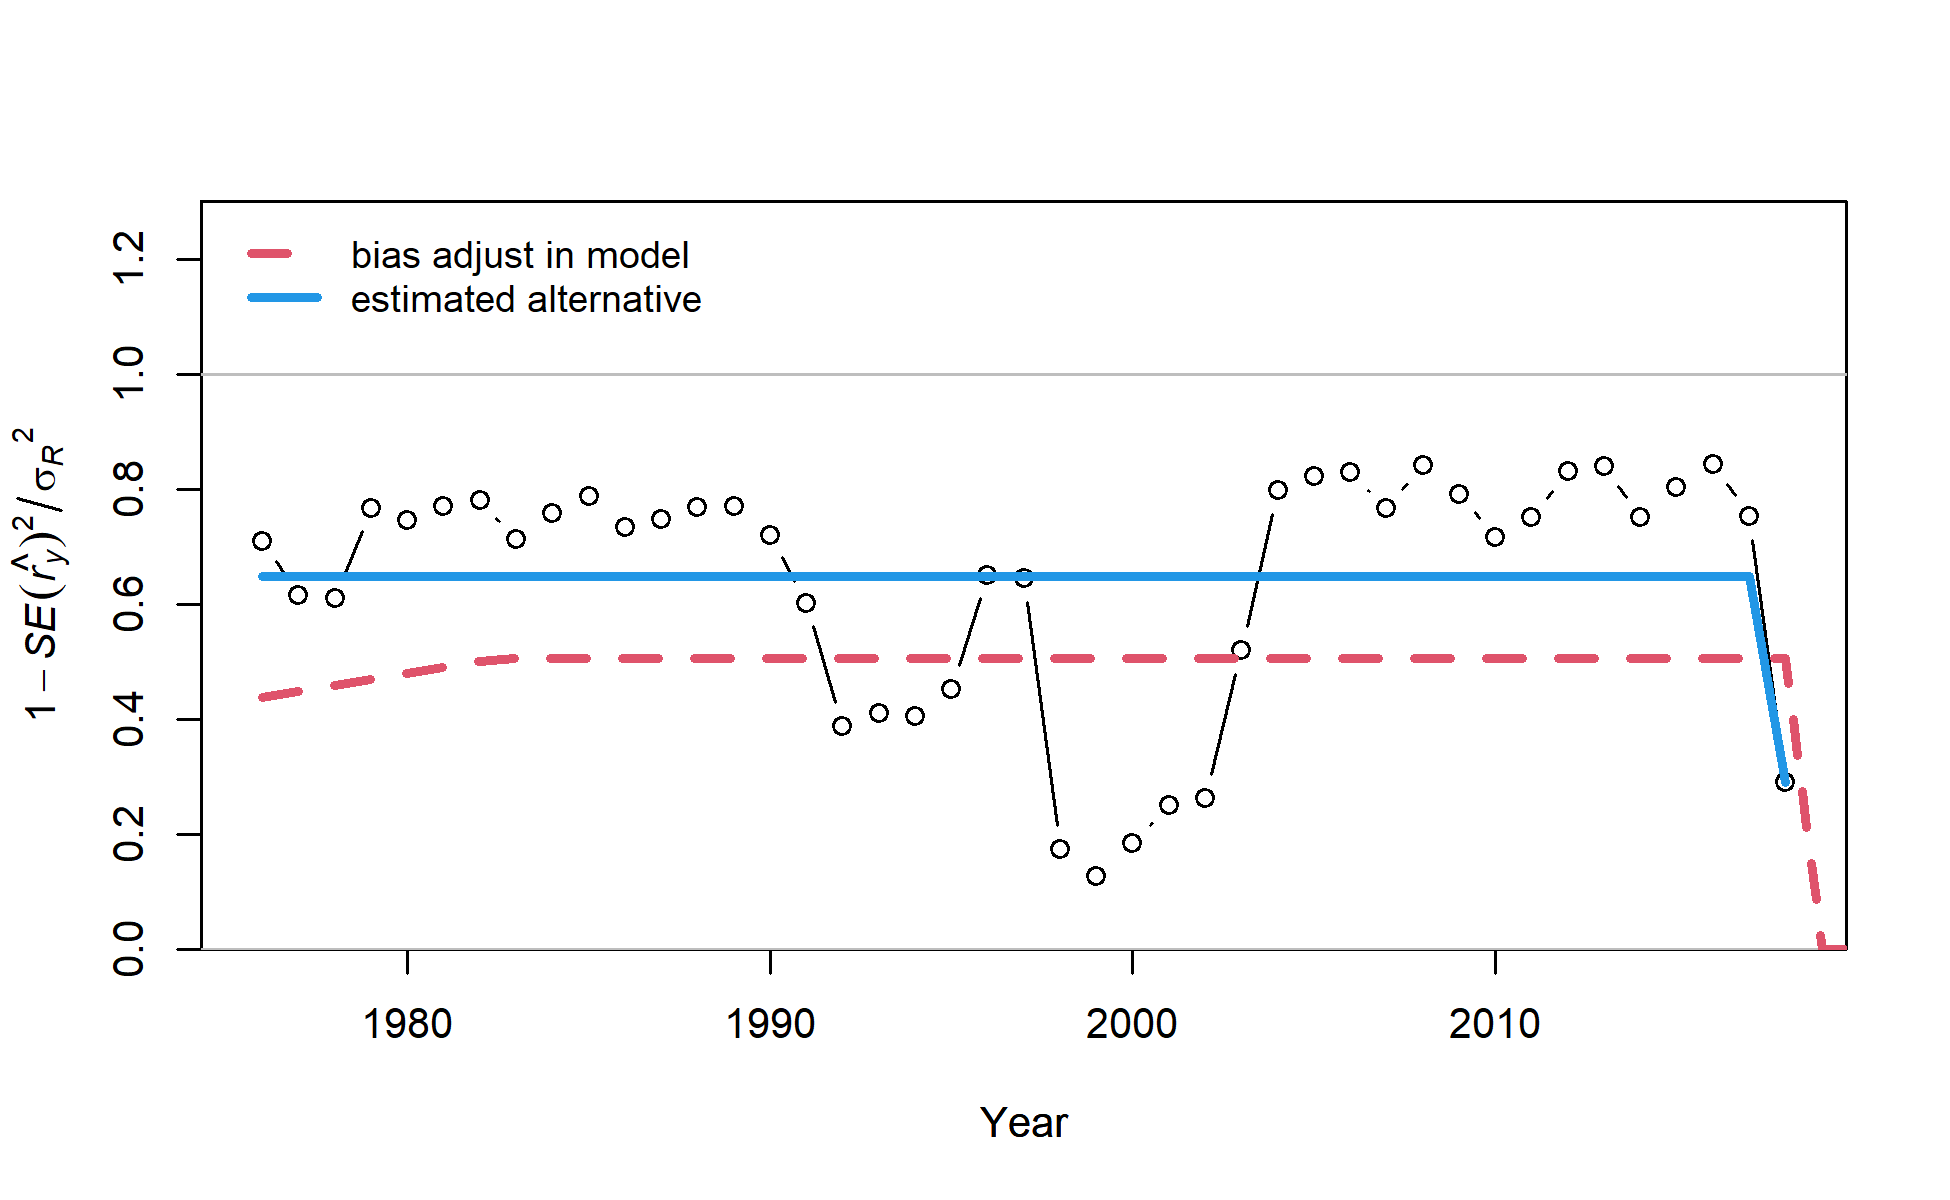 bias adjust in model
estimated alternative
1 − SE(r̂y)² / σR²
1.2
1.0
0.8
0.6
0.4
0.2
0.0
1980 1990 2000 2010
Year